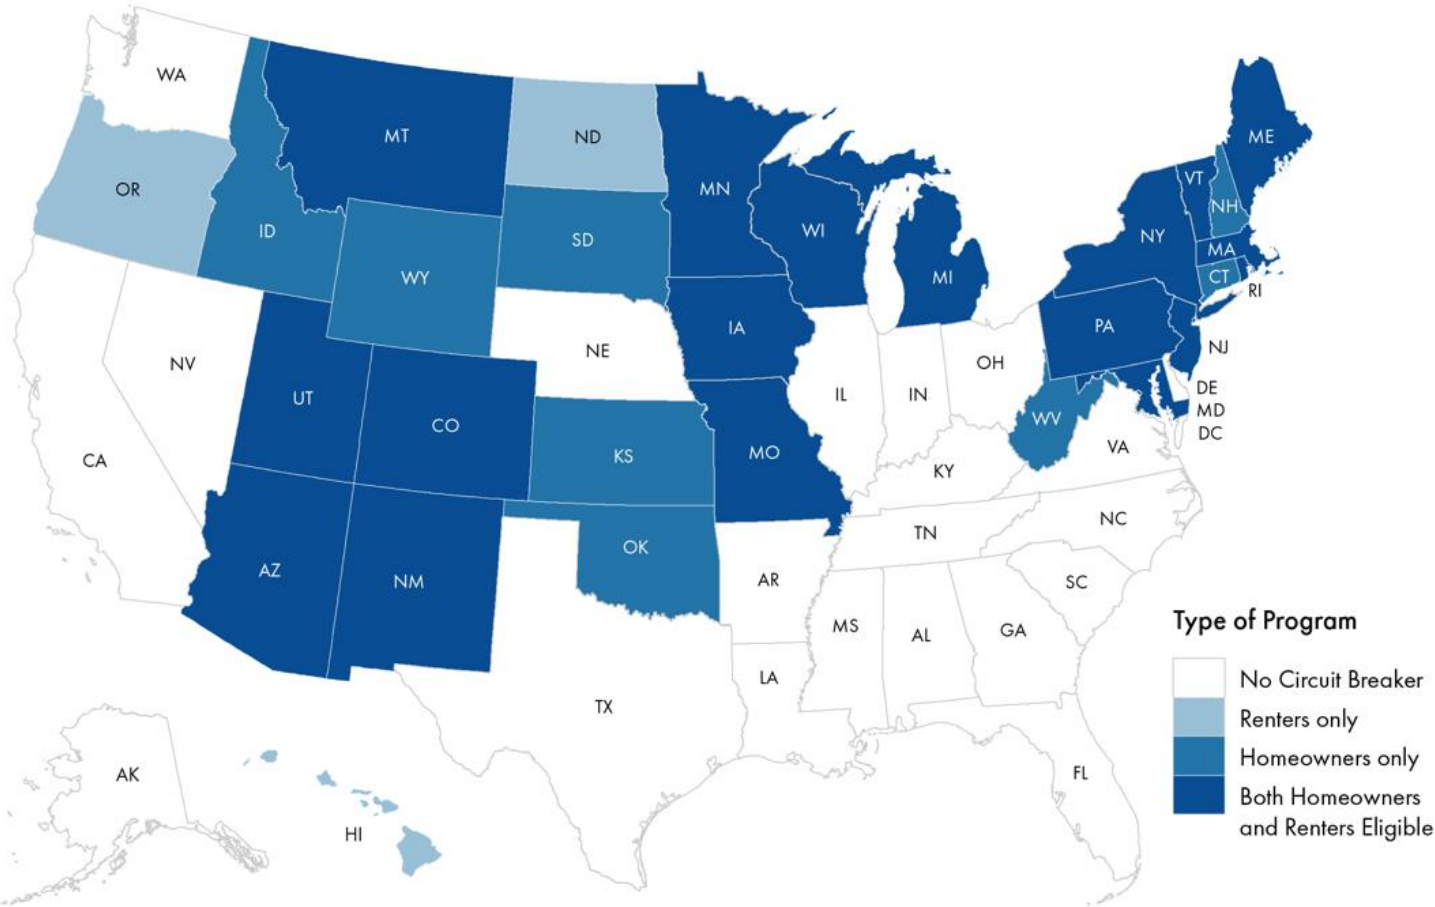 WA
MT
ND
MN
ME
OR
ID
SD
WI
VT
NH
NY
MA
WY
MI
CT
RI
IA
PA
NV
NE
NJ
UT
CO
OH
DE
IL
IN
MD
WV
DC
CA
KS
MO
KY
VA
TN
NC
AZ
NM
OK
AR
SC
MS
AL
GA
LA
TX
AK
HI
FL
Type of Program
No Circuit Breaker
Renters only
Homeowners only
Both Homeowners
and Renters Eligible